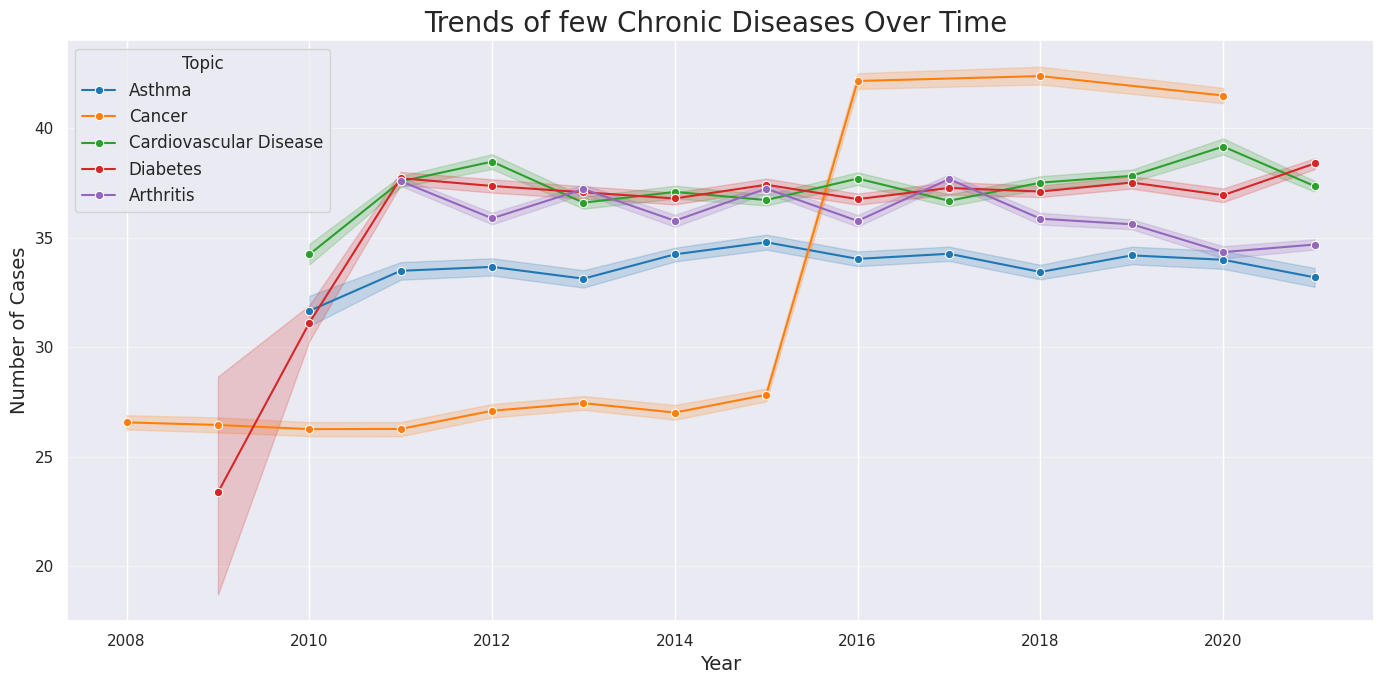 Trends of few Chronic Diseases Over Time
Topic
Asthma
Cancer
Cardiovascular Disease
Diabetes
Arthritis
Number of Cases
40
35
30
25
20
2008 2010 2012 2014 2016 2018 2020
Year